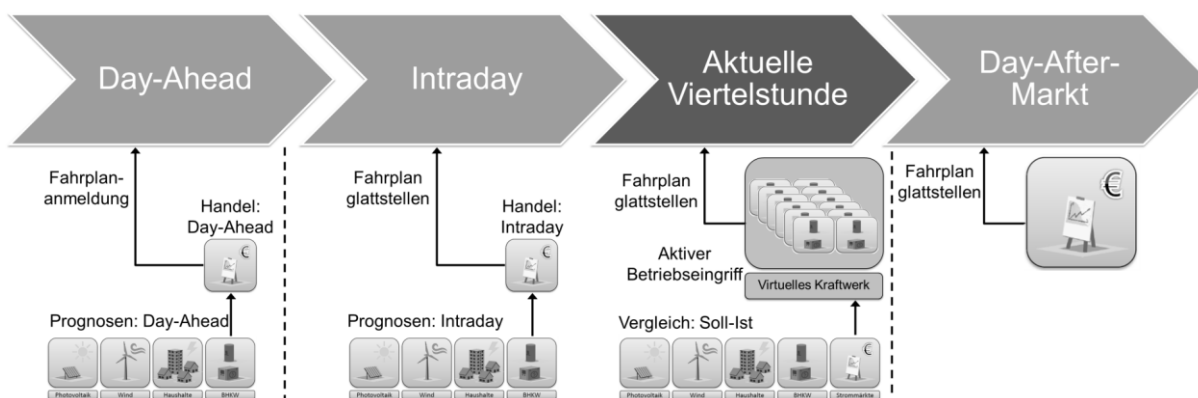 Day-Ahead
Intraday
Aktuelle
Viertelstunde
Day-After-
Markt
Fahrplan-
anmeldung
Handel:
Day-Ahead
€
Prognosen: Day-Ahead
Photovoltaik
Wind
Haushalte
BHKW
Fahrplan
glattstellen
Handel:
Intraday
€
Prognosen: Intraday
Photovoltaik
Wind
Haushalte
BHKW
Fahrplan
glattstellen
Aktiver
Betriebseingriff
Virtuelles Kraftwerk
Vergleich: Soll-Ist
€
Photovoltaik
Wind
Haushalte
BHKW
Strommärkte
Fahrplan
glattstellen
€